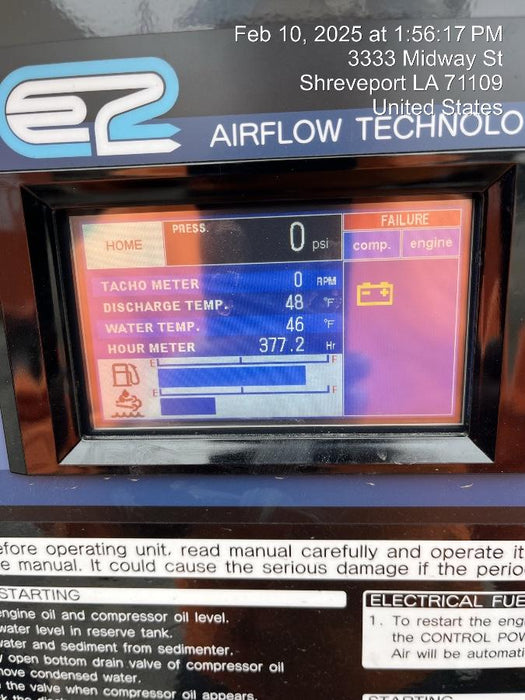 Feb 10, 2025 at 1:56:17 PM
3333 Midway St
Shreveport LA 71109
United States
E2
AIRFLOW TECHNOLO
HOME
PRESS. 0 psi
FAILURE
comp. engine
TACHO METER 0 RPM
DISCHARGE TEMP. 48 °F
WATER TEMP. 46 °F
HOUR METER 377.2 Hr
E F
E F
efore operating unit, read manual carefully and operate it
e manual. It could cause the serious damage if the perio
STARTING
engine oil and compressor oil level.
water level in reserve tank.
water and sediment from sedimenter.
y open bottom drain valve of compressor oil
move condensed water.
the valve when compressor oil appears.
ELECTRICAL FUE
1. To restart the eng
the CONTROL POW
Air will be automati
STARTING